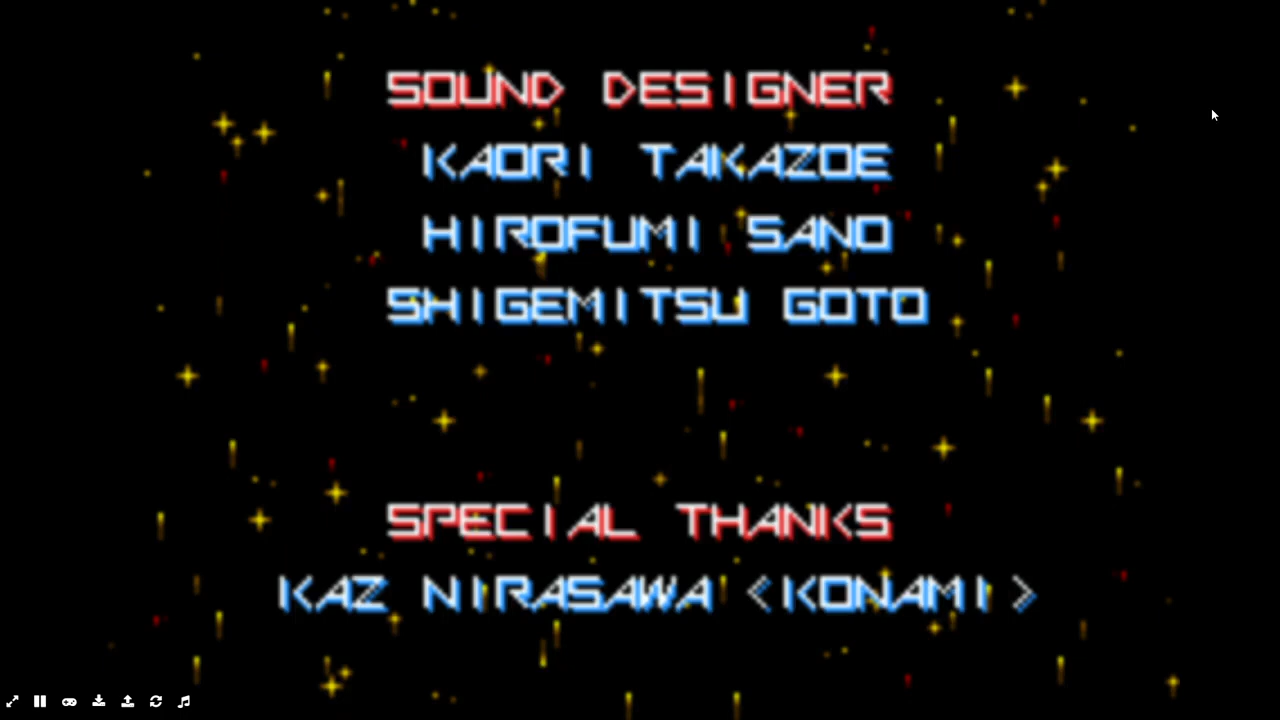 SOUND DESIGNER
KAORI TAKAZOE
HIROFUMI SANO
SHIGEMITSU GOTO
SPECIAL THANKS
KAZ NIRASAWA <KONAMI>